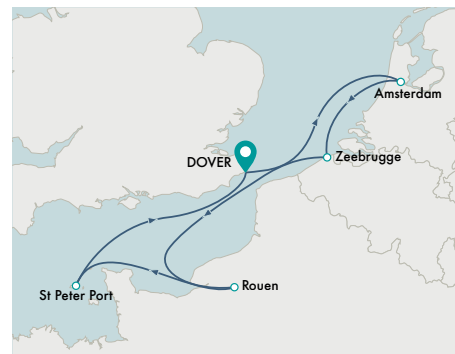 Amsterdam
DOVER
Zeebrugge
St Peter Port
Rouen